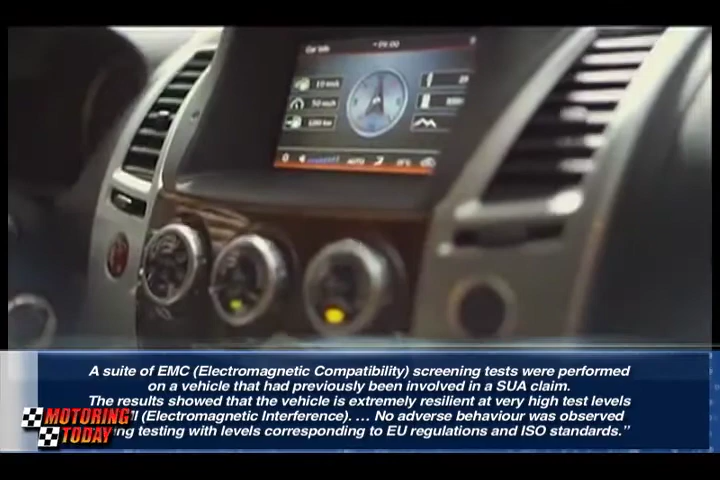 Car Info
A suite of EMC (Electromagnetic Compatibility) screening tests were performed
on a vehicle that had previously been involved in a SUA claim.
The results showed that the vehicle is extremely resilient at very high test levels
(Electromagnetic Interference). ... No adverse behaviour was observed
testing with levels corresponding to EU regulations and ISO standards.”
MOTORING
TODAY